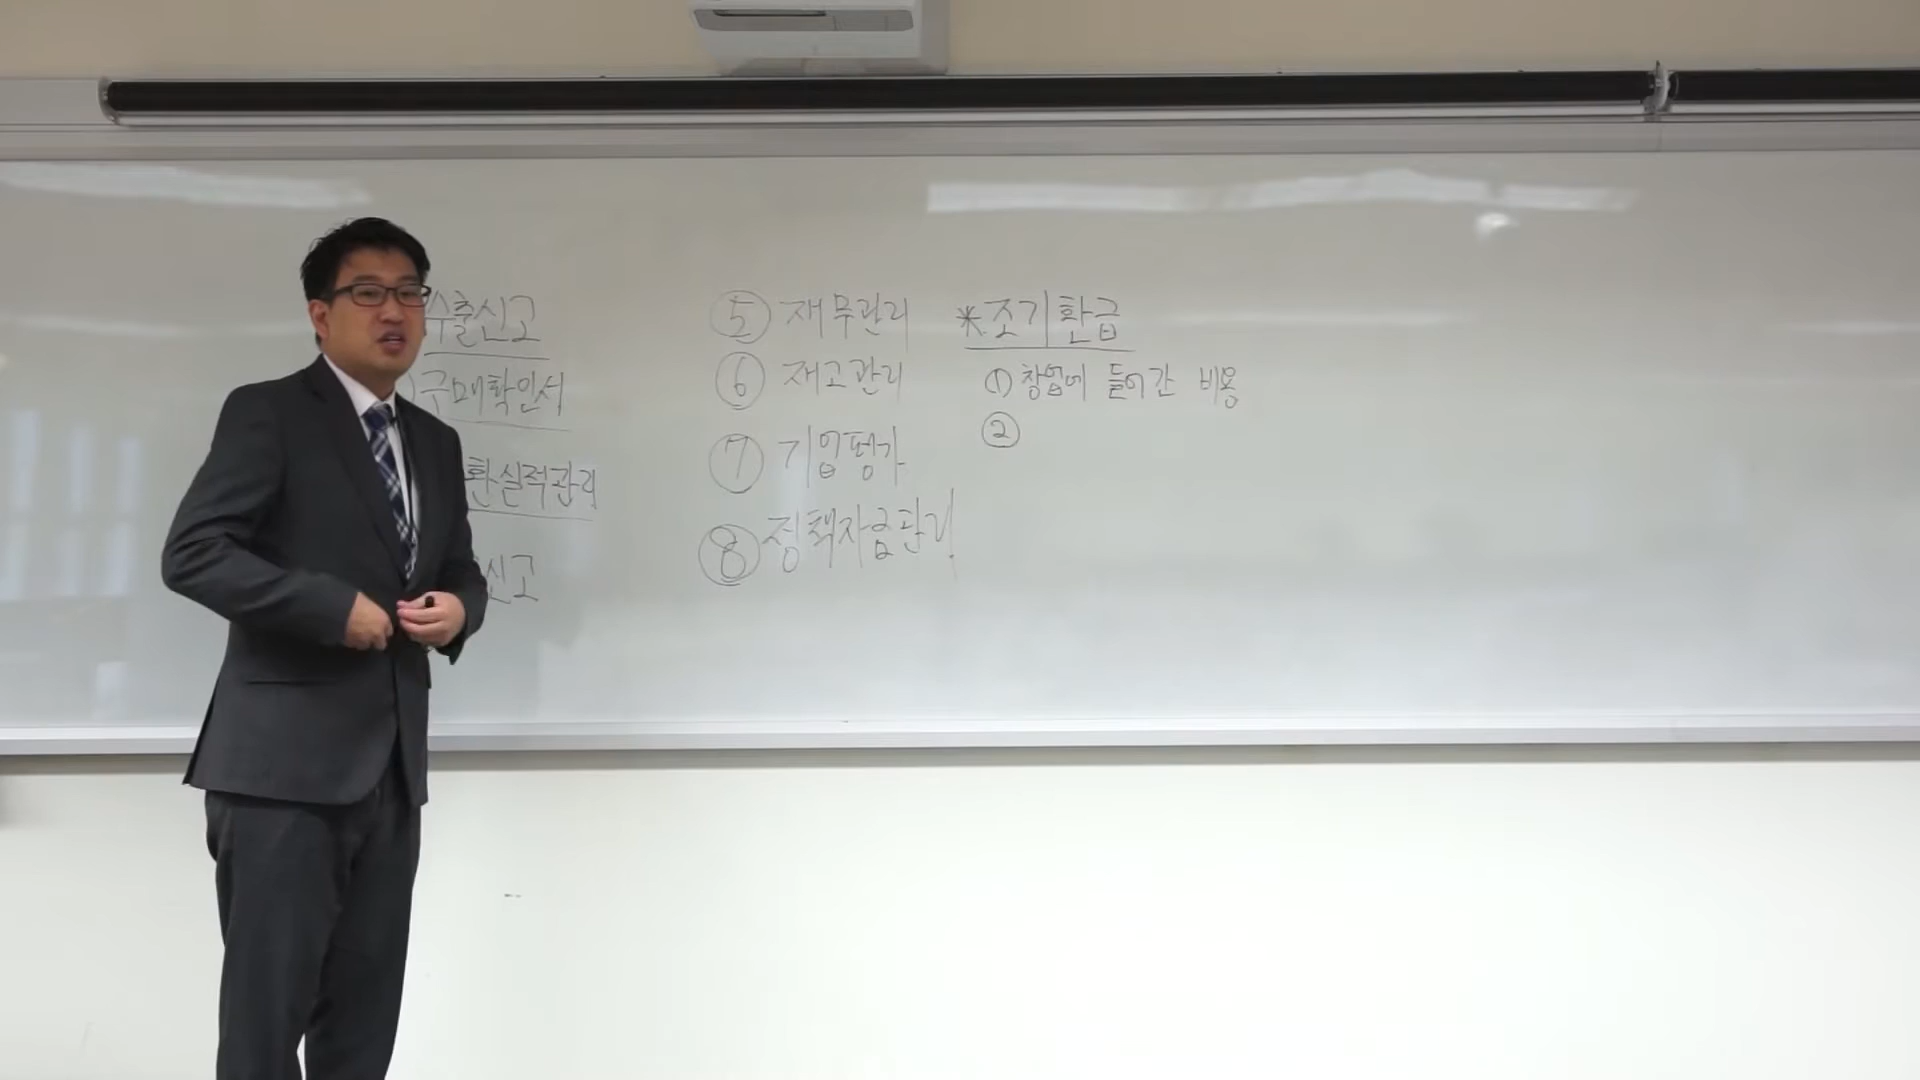 수출신고
구매확인서
환실적관리
신고
⑤ 재무관리
⑥ 재고관리
⑦ 기업평가
⑧ 정책자금관리
* 조기환급
① 창업에 들어간 비용
②